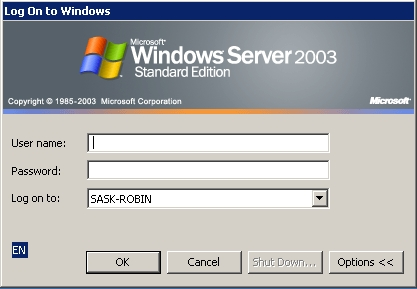 Log On to Windows
Microsoft
Windows Server 2003
Standard Edition
Copyright © 1985-2003 Microsoft Corporation
Microsoft
User name:
Password:
Log on to: SASK-ROBIN
EN
OK Cancel Shut Down... Options <<